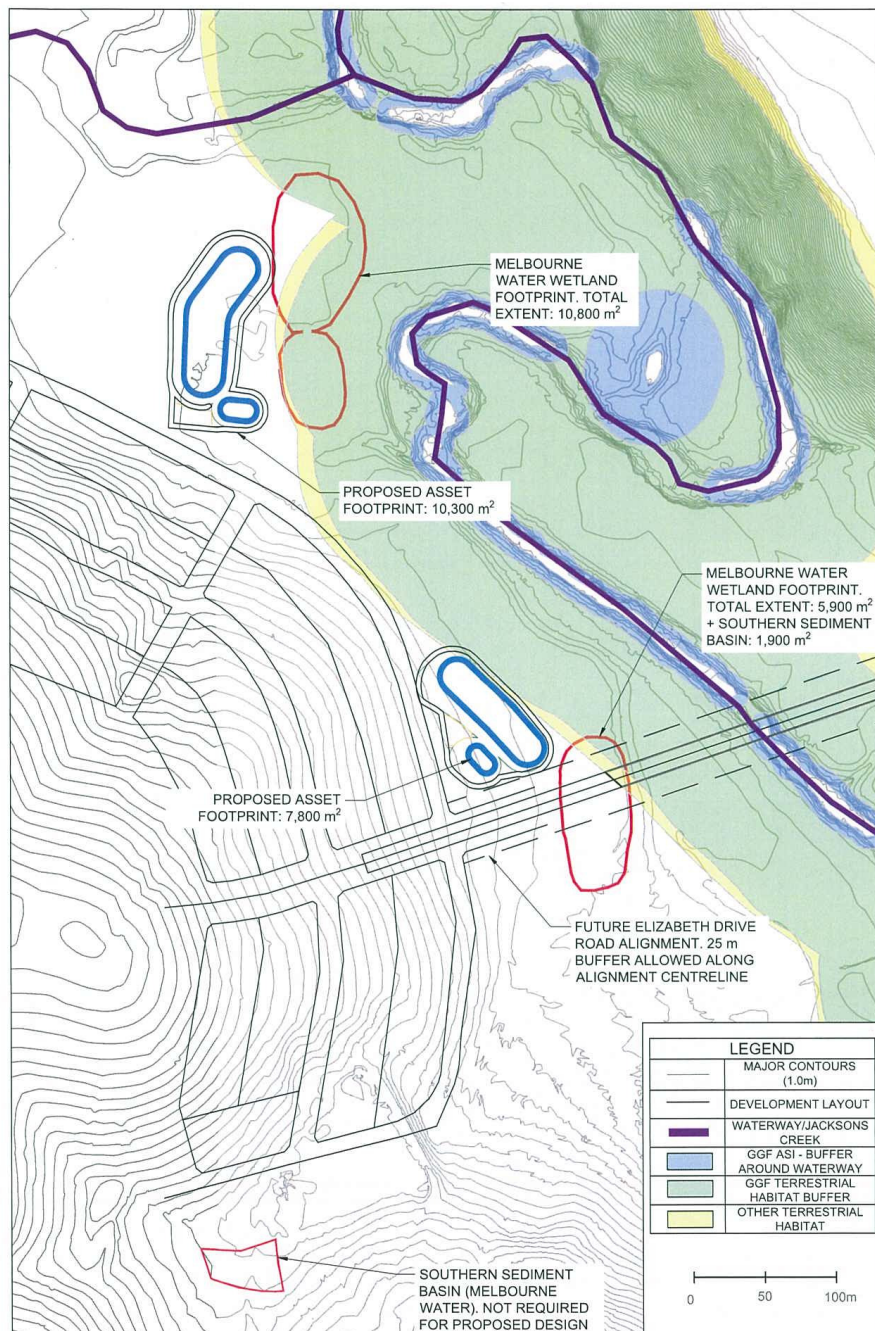 MELBOURNE
WATER WETLAND
FOOTPRINT. TOTAL
EXTENT: 10,800 m²
PROPOSED ASSET
FOOTPRINT: 10,300 m²
MELBOURNE WATER
WETLAND FOOTPRINT.
TOTAL EXTENT: 5,900 m²
+ SOUTHERN SEDIMENT
BASIN: 1,900 m²
PROPOSED ASSET
FOOTPRINT: 7,800 m²
FUTURE ELIZABETH DRIVE
ROAD ALIGNMENT. 25 m
BUFFER ALLOWED ALONG
ALIGNMENT CENTRELINE
SOUTHERN SEDIMENT
BASIN (MELBOURNE
WATER). NOT REQUIRED
FOR PROPOSED DESIGN
LEGEND
MAJOR CONTOURS
(1.0m)
DEVELOPMENT LAYOUT
WATERWAY/JACKSONS
CREEK
GGF ASI - BUFFER
AROUND WATERWAY
GGF TERRESTRIAL
HABITAT BUFFER
OTHER TERRESTRIAL
HABITAT
0 50 100m